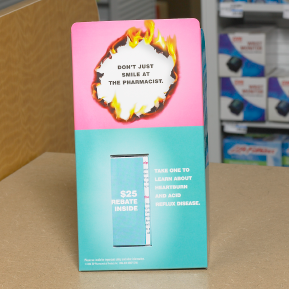 DON'T JUST
SMILE AT
THE PHARMACIST.
$25
REBATE
INSIDE
TAKE ONE TO
LEARN ABOUT
HEARTBURN
AND ACID
REFLUX DISEASE.